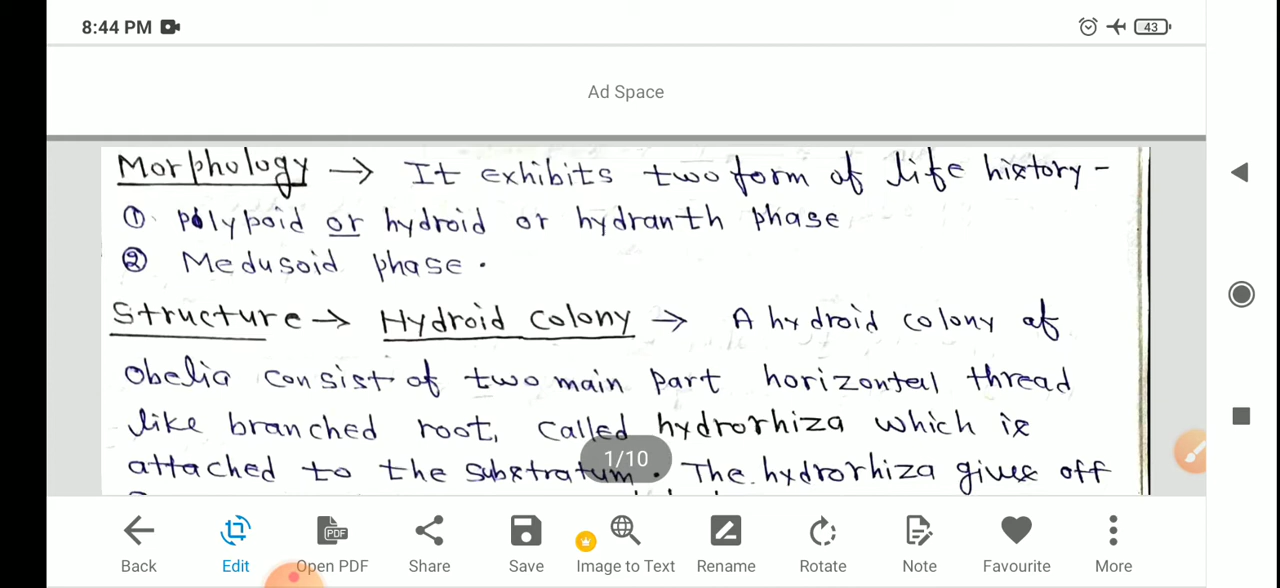 8:44 PM
43
Ad Space
Morphology → It exhibits two form of life history -
① polypoid or hydroid or hydranth phase
② Medusoid phase.
Structure → Hydroid Colony → A hydroid colony of
obelia consist of two main part horizontal thread
like branched root, called hydrorhiza which is
attached to the substratum. The hydrorhiza gives off
1/10
Back
Edit
Open PDF
Share
Save
Image to Text
Rename
Rotate
Note
Favourite
More